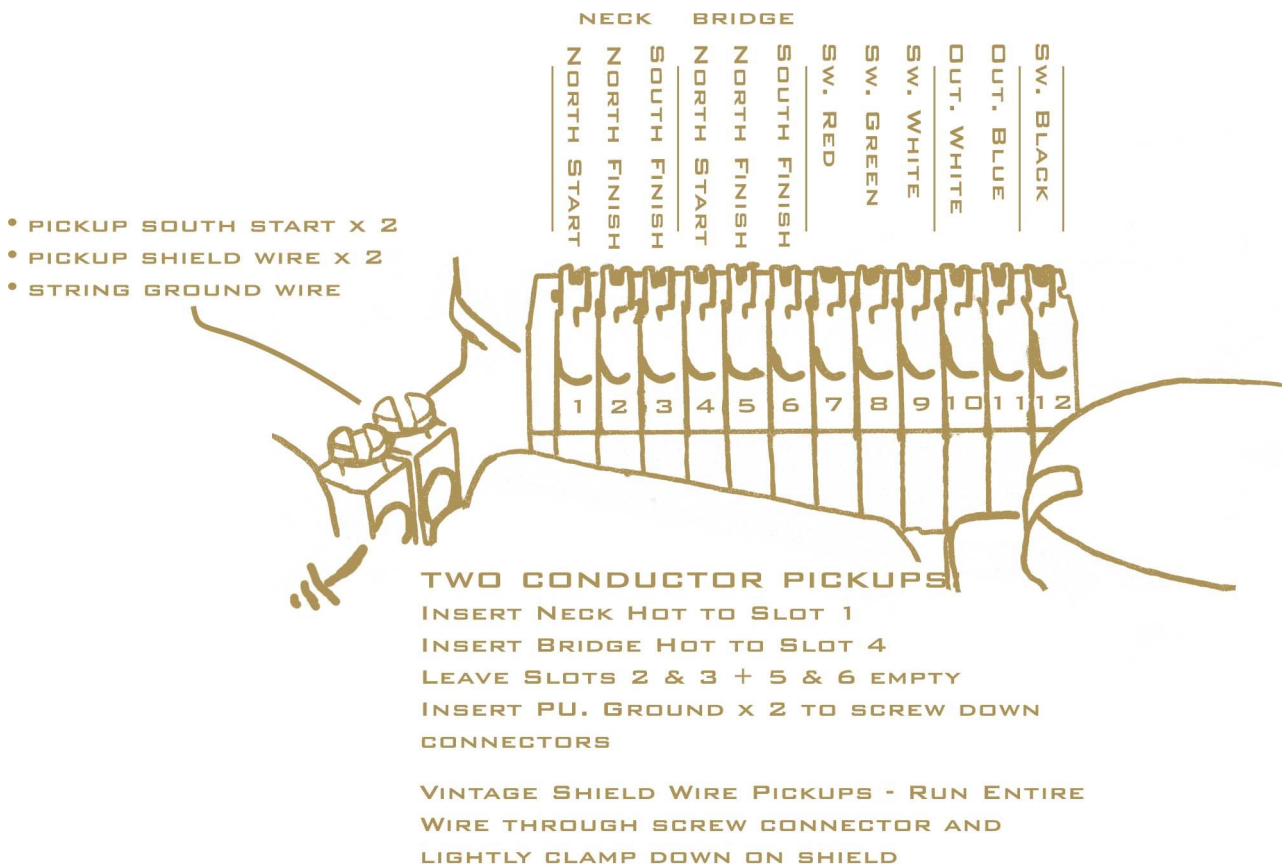 NECK BRIDGE
NORTH START
NORTH FINISH
SOUTH FINISH
NORTH START
NORTH FINISH
SOUTH FINISH
SW. RED
SW. GREEN
SW. WHITE
OUT. WHITE
OUT. BLUE
SW. BLACK
• PICKUP SOUTH START X 2
• PICKUP SHIELD WIRE X 2
• STRING GROUND WIRE
1 2 3 4 5 6 7 8 9 10 11 12
TWO CONDUCTOR PICKUPS
INSERT NECK HOT TO SLOT 1
INSERT BRIDGE HOT TO SLOT 4
LEAVE SLOTS 2 & 3 + 5 & 6 EMPTY
INSERT PU. GROUND X 2 TO SCREW DOWN
CONNECTORS
VINTAGE SHIELD WIRE PICKUPS - RUN ENTIRE
WIRE THROUGH SCREW CONNECTOR AND
LIGHTLY CLAMP DOWN ON SHIELD